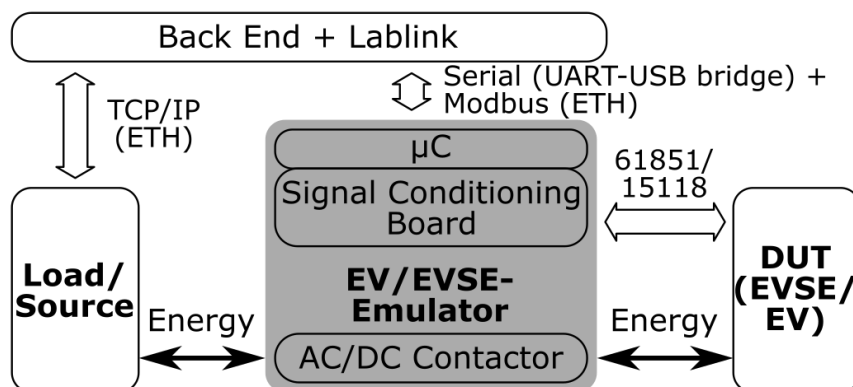 Back End + Lablink
TCP/IP
(ETH)
Serial (UART-USB bridge) +
Modbus (ETH)
µC
Signal Conditioning
Board
61851/
15118
Load/
Source
EV/EVSE-
Emulator
DUT
(EVSE/
EV)
Energy
AC/DC Contactor
Energy